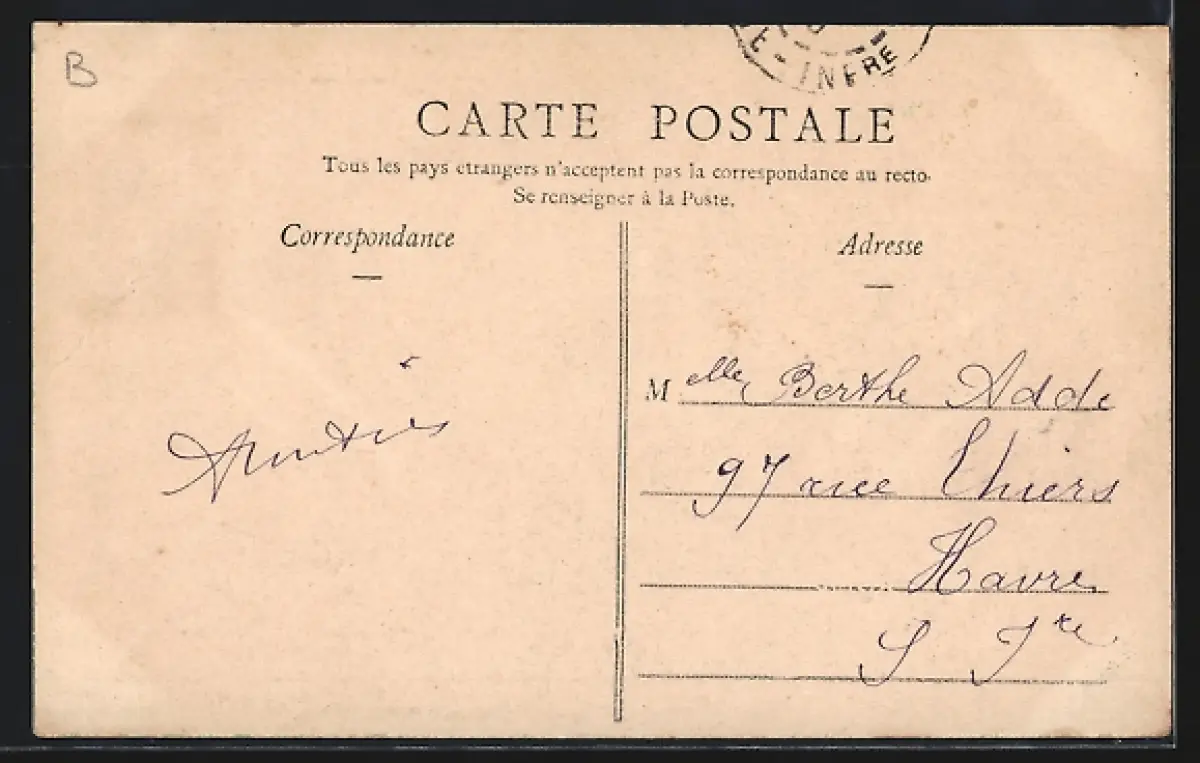 B
E - INFRE
CARTE POSTALE
Tous les pays etrangers n'acceptent pas la correspondance au recto.
Se renseigner à la Poste.
Correspondance
Adresse
Amitiés
Melle Berthe Adde
97 rue Thiers
Havre
S Ire